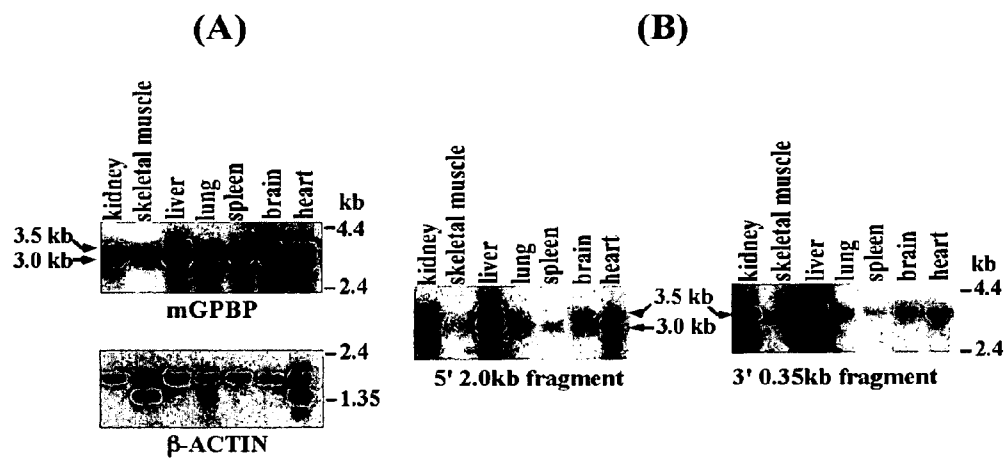 (A)
kidney
skeletal muscle
liver
lung
spleen
brain
heart
kb
3.5 kb
3.0 kb
-4.4
-2.4
mGPBP
-2.4
-1.35
β-ACTIN
(B)
kidney
skeletal muscle
liver
lung
spleen
brain
heart
3.5 kb
3.0 kb
5' 2.0kb fragment
kidney
skeletal muscle
liver
lung
spleen
brain
heart
kb
4.4
-
-
2.4
3' 0.35kb fragment